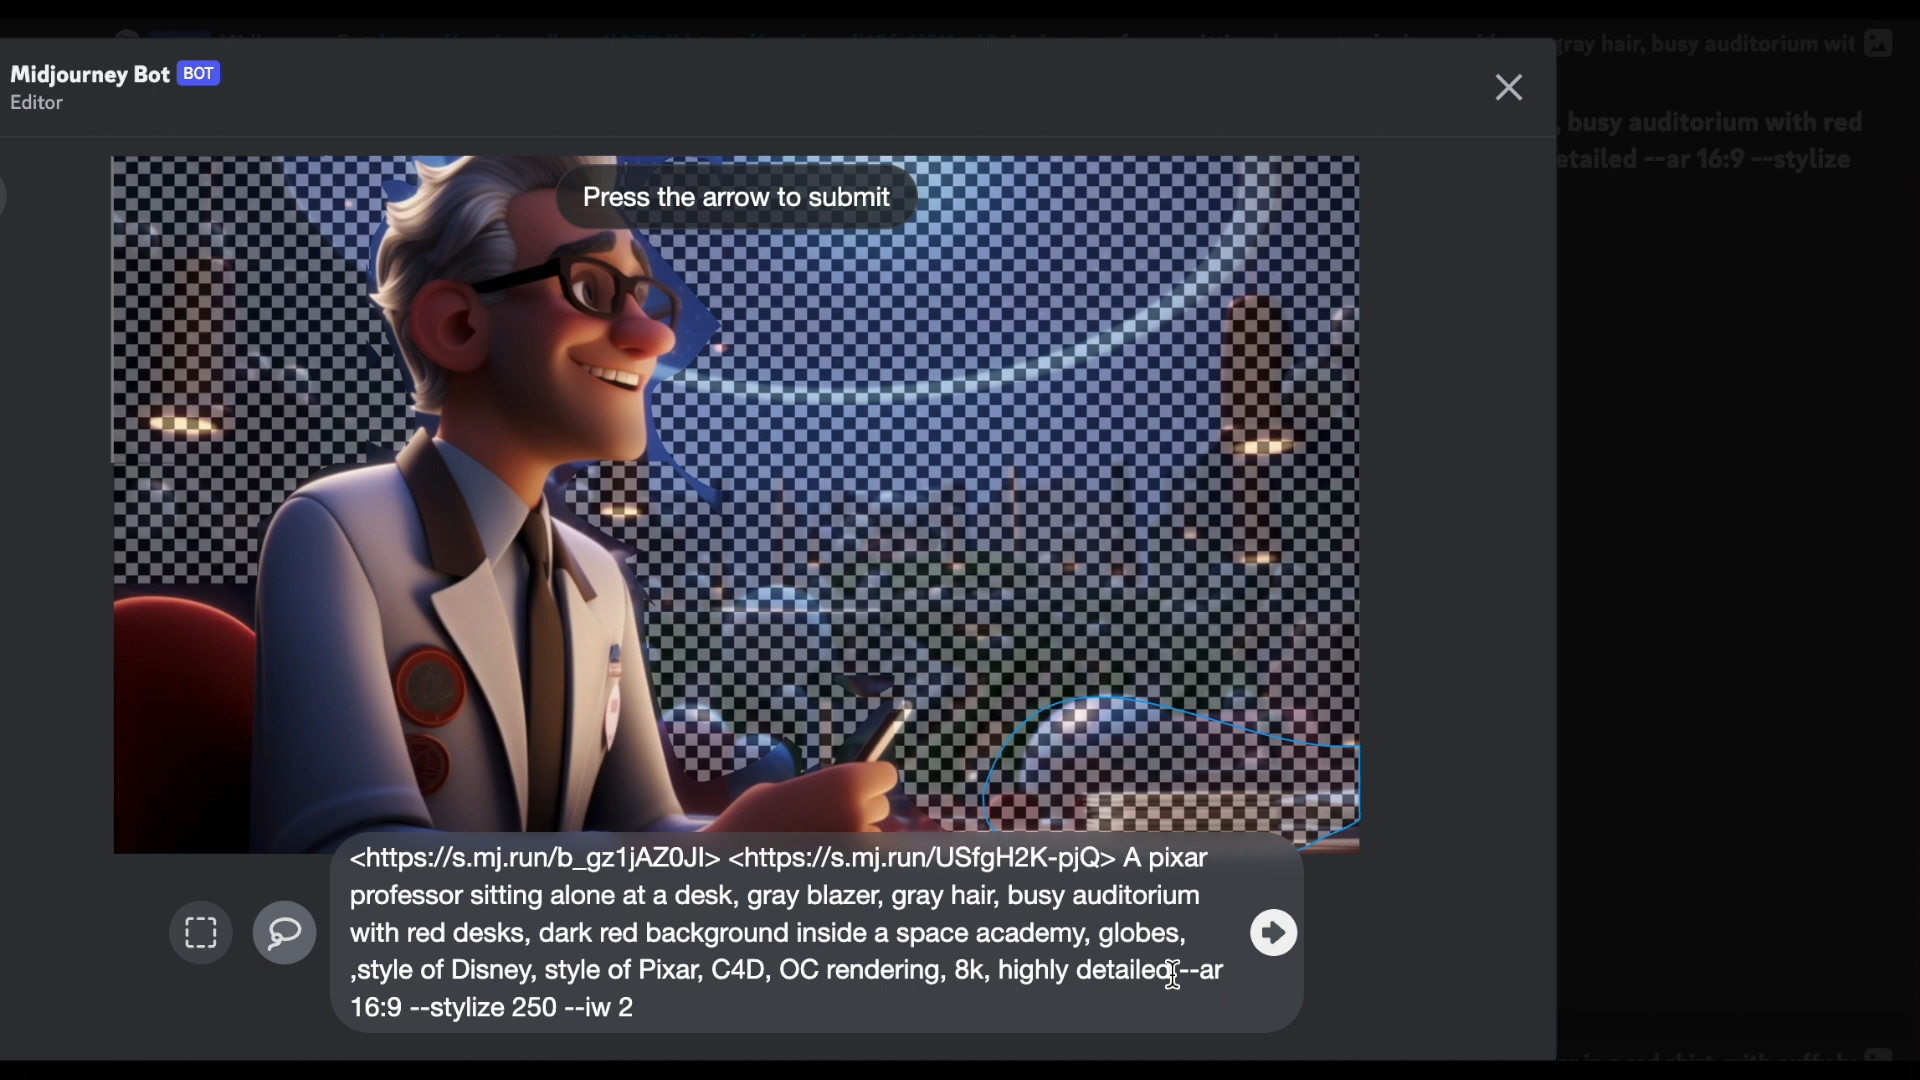 gray hair, busy auditorium wit
Midjourney Bot BOT
Editor
, busy auditorium with red
etailed --ar 16:9 --stylize
Press the arrow to submit
<https://s.mj.run/b_gz1jAZ0JI> <https://s.mj.run/USfgH2K-pjQ> A pixar
professor sitting alone at a desk, gray blazer, gray hair, busy auditorium
with red desks, dark red background inside a space academy, globes,
,style of Disney, style of Pixar, C4D, OC rendering, 8k, highly detailed --ar
16:9 --stylize 250 --iw 2